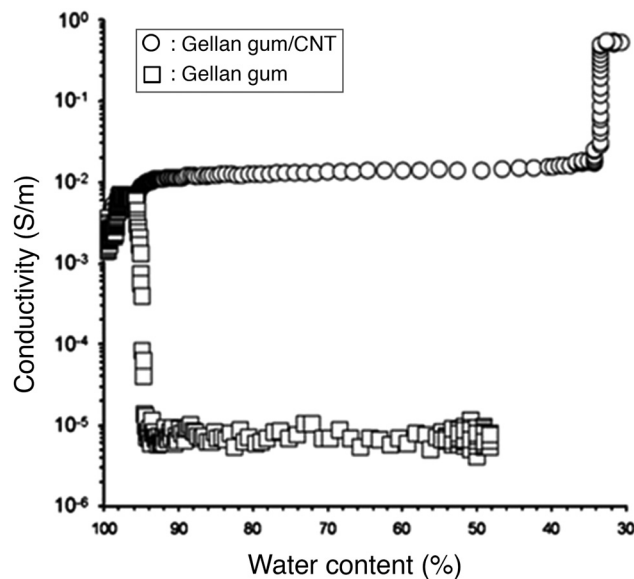 ○ : Gellan gum/CNT
□ : Gellan gum
Conductivity (S/m)
10⁰
10⁻¹
10⁻²
10⁻³
10⁻⁴
10⁻⁵
10⁻⁶
100 90 80 70 60 50 40 30
Water content (%)